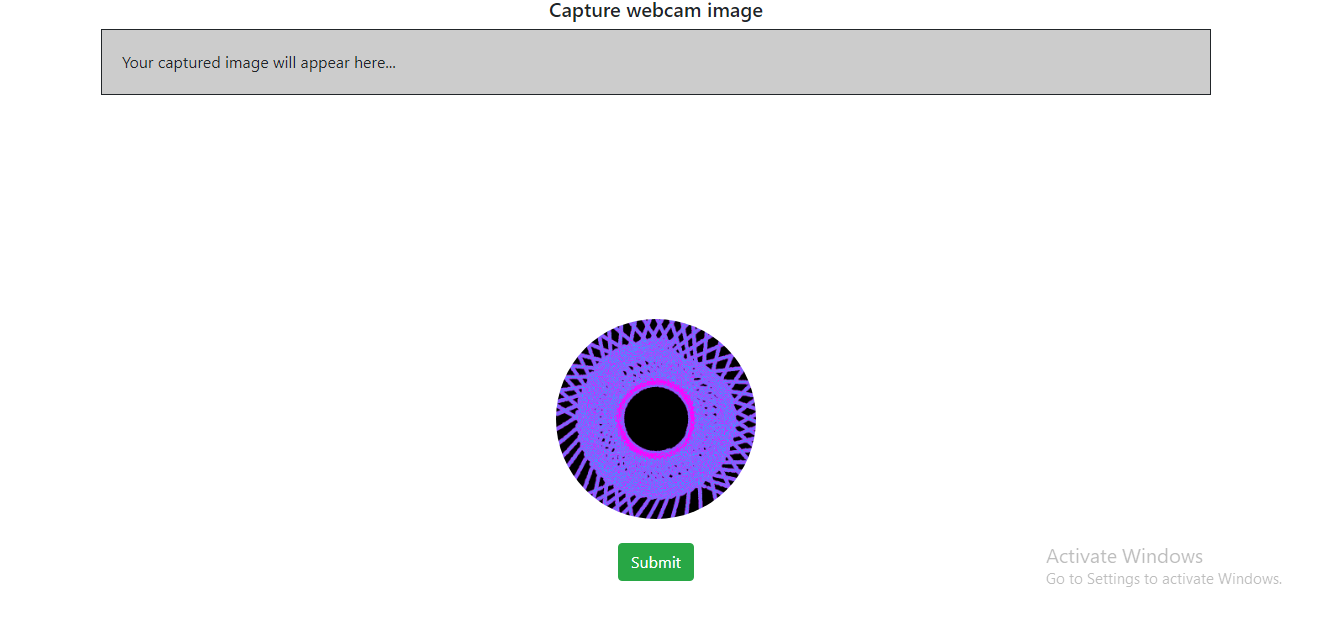 Capture webcam image
Your captured image will appear here...
Submit
Activate Windows
Go to Settings to activate Windows.